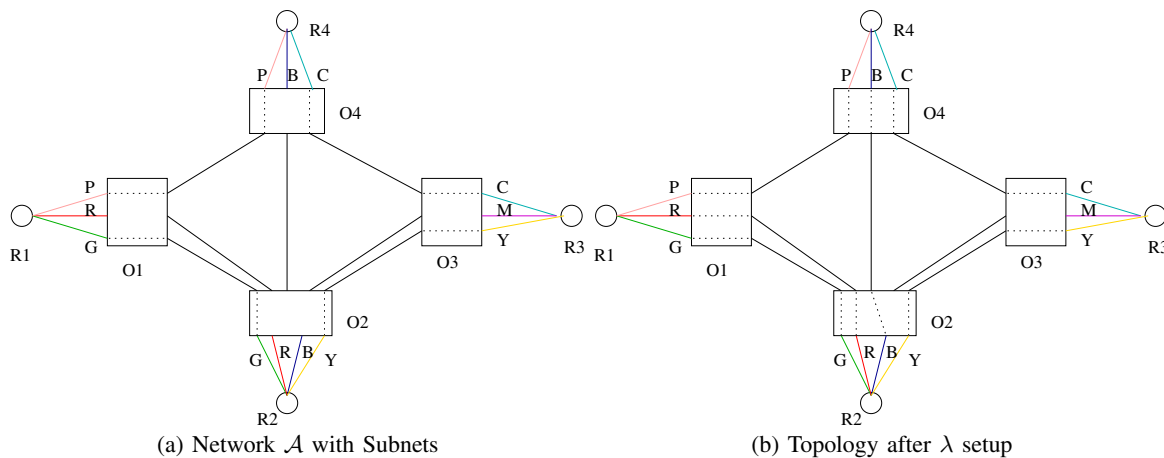 R4
P B C
O4
P
R
G
R1
O1
C
M
Y
R3
O3
O2
G R B Y
R2
(a) Network A with Subnets
R4
P B C
O4
P
R
G
R1
O1
C
M
Y
R3
O3
O2
G R B Y
R2
(b) Topology after λ setup